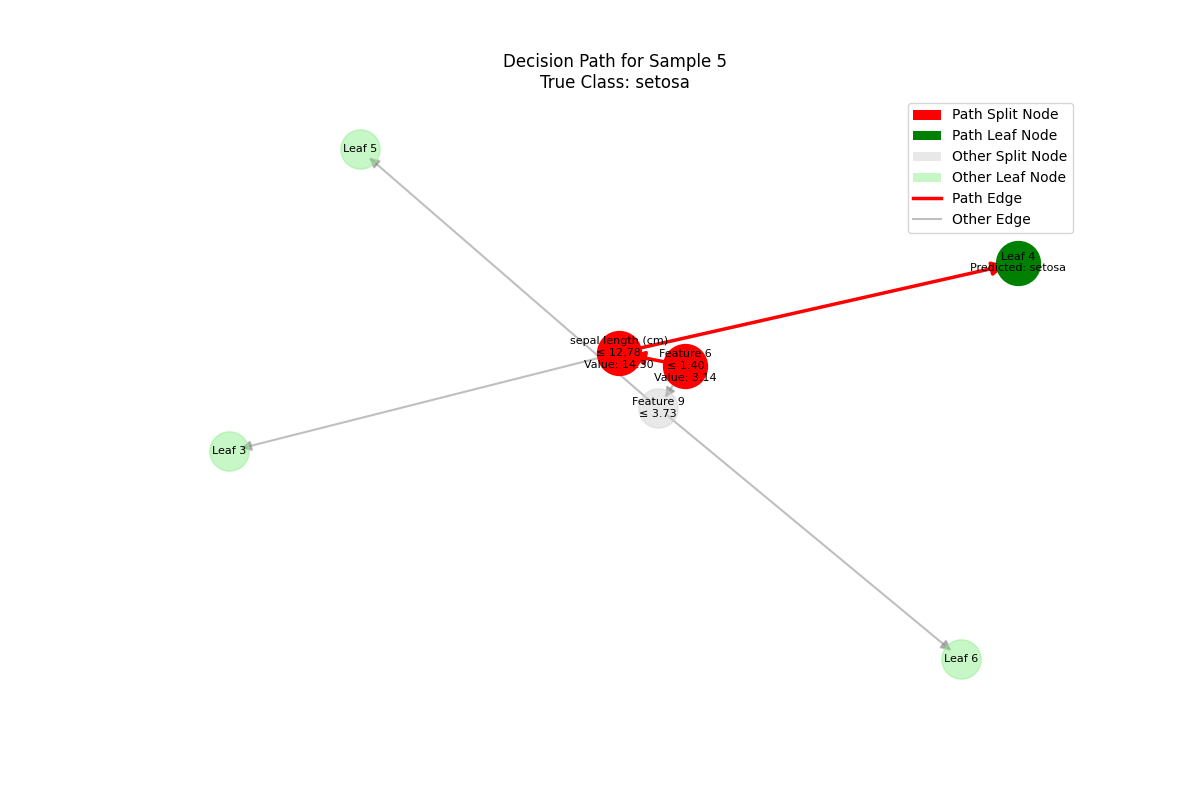 Decision Path for Sample 5
True Class: setosa
Path Split Node
Path Leaf Node
Other Split Node
Other Leaf Node
Path Edge
Other Edge
Leaf 5
Leaf 4
Predicted: setosa
sepal length (cm)
≤ 12.78
Value: 14.30
Feature 6
≤ 1.40
Value: 3.14
Feature 9
≤ 3.73
Leaf 3
Leaf 6